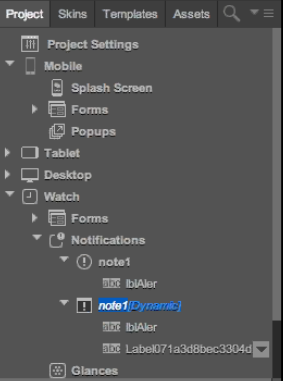 Project Skins Templates Assets
Project Settings
Mobile
Splash Screen
Forms
Popups
Tablet
Desktop
Watch
Forms
Notifications
note1
abc lblAler
note1[Dynamic]
abc lblAler
abc Label071a3d8bec3304d
Glances